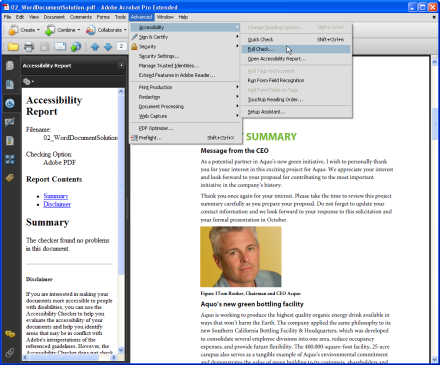 02_WordDocumentSolution.pdf - Adobe Acrobat Pro Extended
File Edit View Document Comments Forms Tools Advanced Window Help
Create Combine Collaborate
2
Accessibility
Sign & Certify
Security
Security Settings...
Manage Trusted Identities...
Extend Features in Adobe Reader...
Print Production
Redaction
Document Processing
Web Capture
PDF Optimizer...
Preflight... Shift+Ctrl+X
Change Reading Options... Shift+Ctrl+5
Quick Check Shift+Ctrl+6
Full Check...
Open Accessibility Report...
Add Tags to Document
Run Form Field Recognition
Add Form Fields to Tags
TouchUp Reading Order...
Setup Assistant...
Accessibility Report
Accessibility
Report
Filename:
02_WordDocumentSolution
Checking Option:
Adobe PDF
Report Contents
• Summary
• Disclaimer
Summary
The checker found no problems
in this document.
Disclaimer
If you are interested in making your
documents more accessible to people
with disabilities, you can use the
Accessibility Checker to help you
evaluate the accessibility of your
documents and help you identify
areas that may be in conflict with
Adobe's interpretations of the
referenced guidelines. However, the
Accessibility Checker does not check
SUMMARY
Message from the CEO
As a potential partner in Aquo's new green initiative, I wish to personally thank
you for your interest in this exciting project for Aquo. We appreciate your interest
and look forward to your proposal for contributing to the most important
initiative in the company's history.
Thank you once again for your interest. Please take the time to review this project
summary carefully as you prepare your proposal. Do not forget to update your
contact information and we look forward to your response to this solicitation and
your formal presentation in October.
Figure 1Tom Booker, Chairman and CEO Aquo
Aquo's new green bottling facility
Aquo is working to produce the highest quality organic energy drink available in
ways that won't harm the Earth. The company applied the same philosophy to its
new Southern California Bottling Facility & Headquarters, which was developed
to consolidate several employee divisions into one area, reduce occupancy
expenses, and provide future flexibility. The 400,000-square-foot facility, 25-acre
campus also serves as a tangible example of Aquo's environmental commitment
and demonstrates the value of green building to its customers, shareholders and